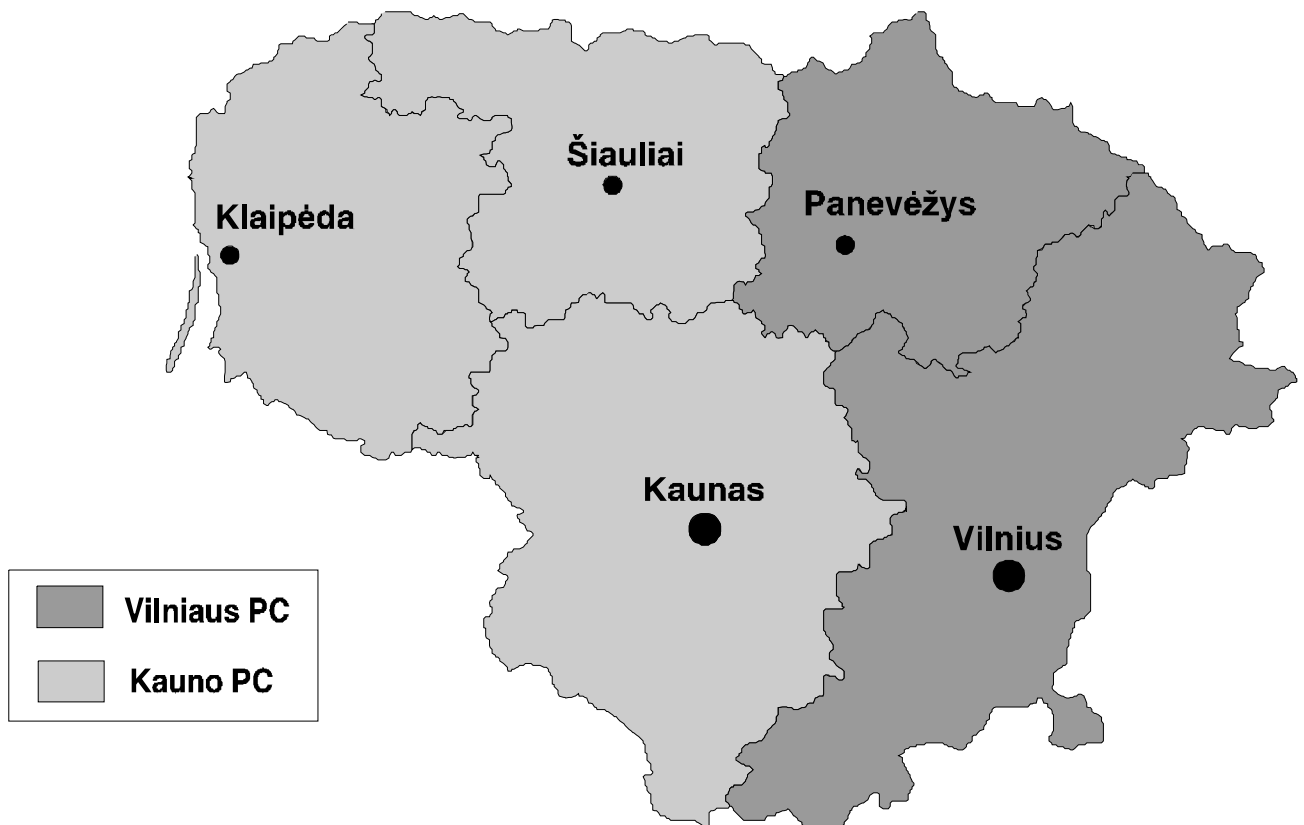 Šiauliai
Panevėžys
Klaipėda
Kaunas
Vilnius
Vilniaus PC
Kauno PC